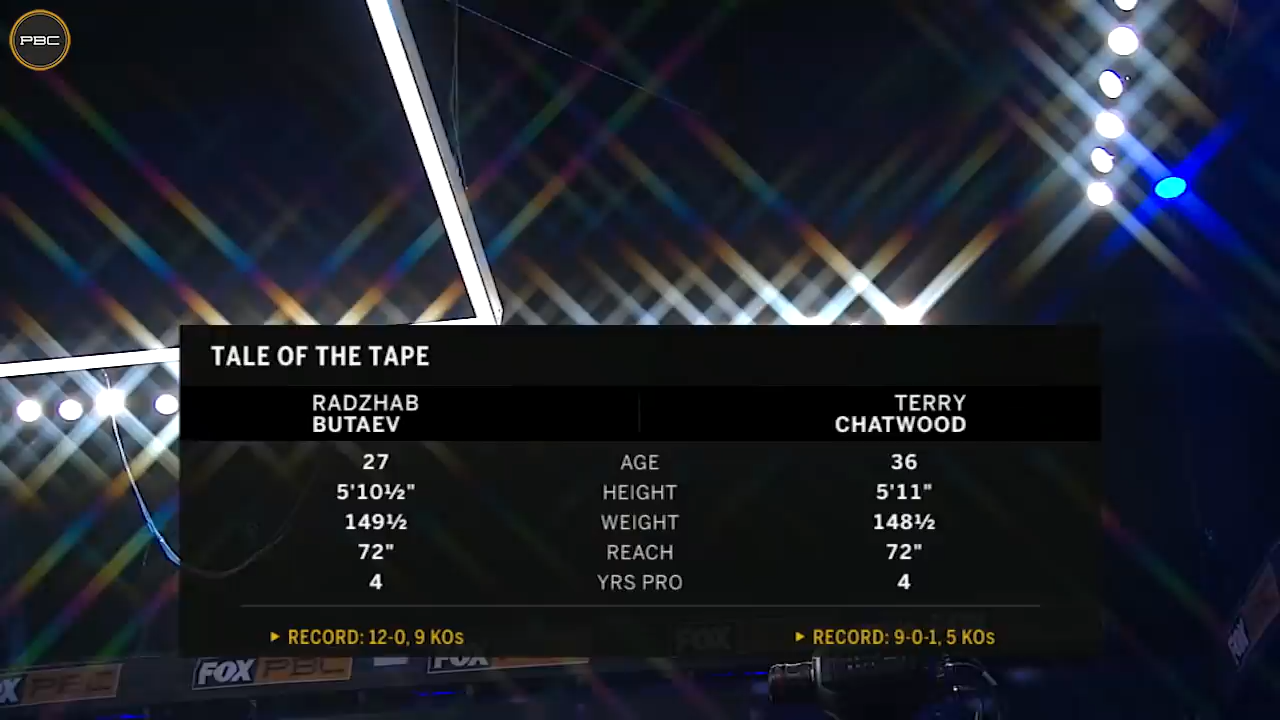 PBC
TALE OF THE TAPE
RADZHAB BUTAEV
TERRY CHATWOOD
27 AGE 36
5'10½" HEIGHT 5'11"
149½ WEIGHT 148½
72" REACH 72"
4 YRS PRO 4
▸ RECORD: 12-0, 9 KOs
▸ RECORD: 9-0-1, 5 KOs
FOX PBC
FOX
FOX